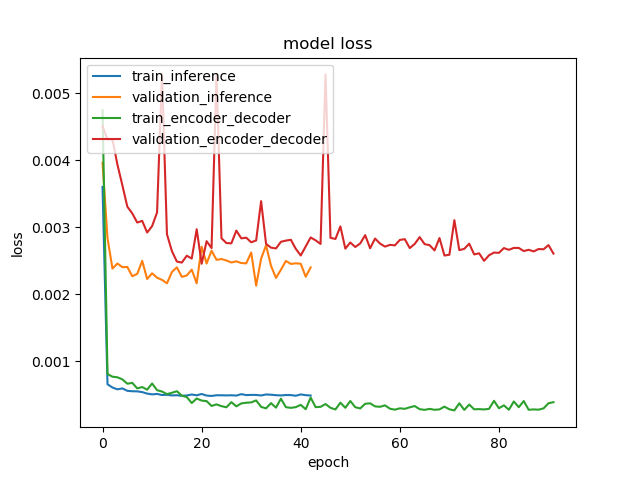 model loss
train_inference
validation_inference
train_encoder_decoder
validation_encoder_decoder
0.005
0.004
0.003
0.002
0.001
loss
0 20 40 60 80
epoch